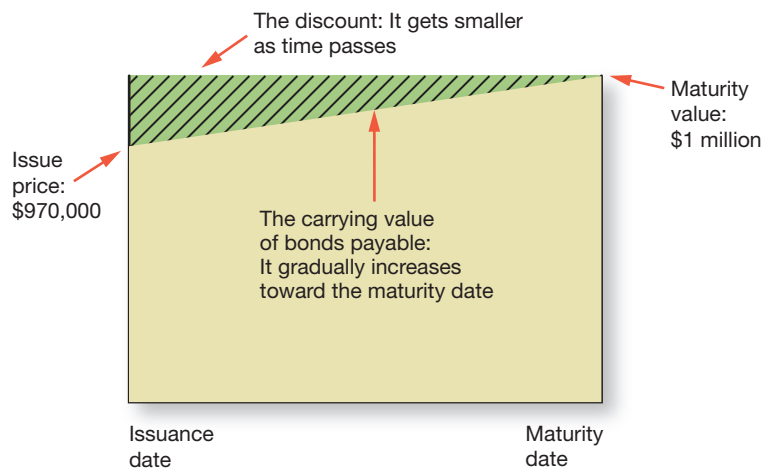 The discount: It gets smaller
as time passes
Maturity
value:
$1 million
Issue
price:
$970,000
The carrying value
of bonds payable:
It gradually increases
toward the maturity date
Issuance
date
Maturity
date